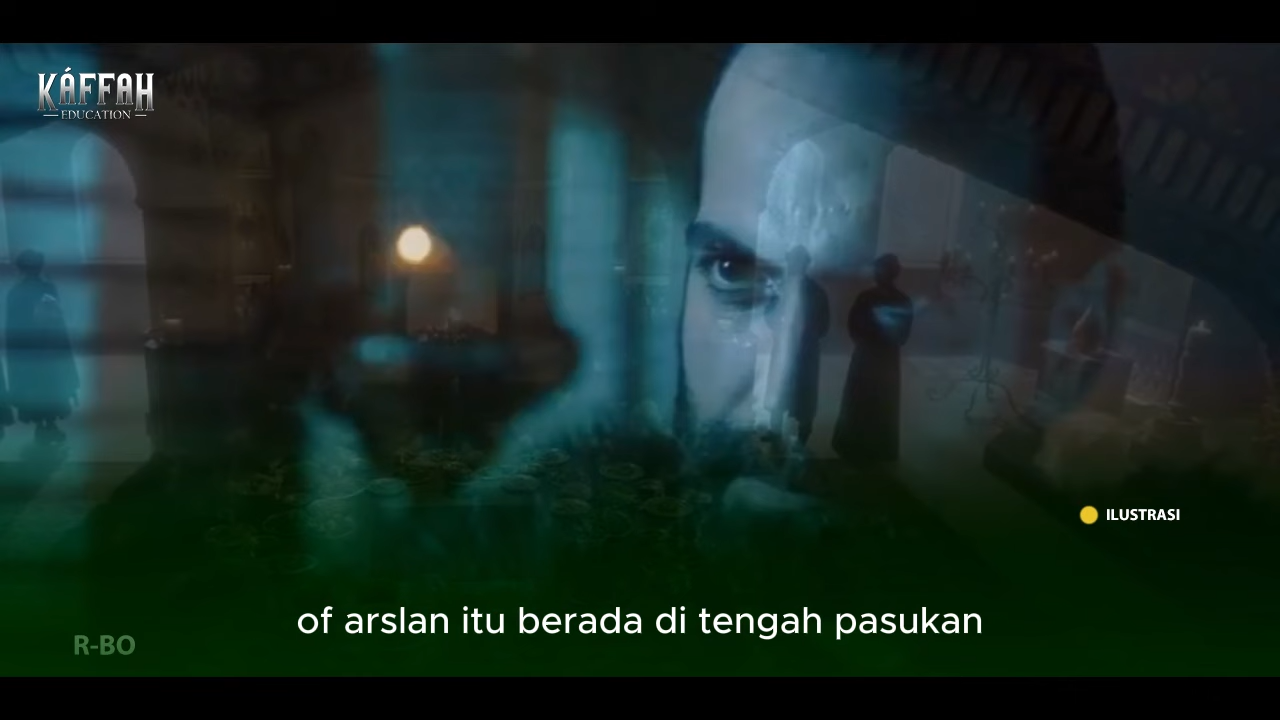 KÁFFAH
EDUCATION
ILUSTRASI
of arslan itu berada di tengah pasukan
R-BO